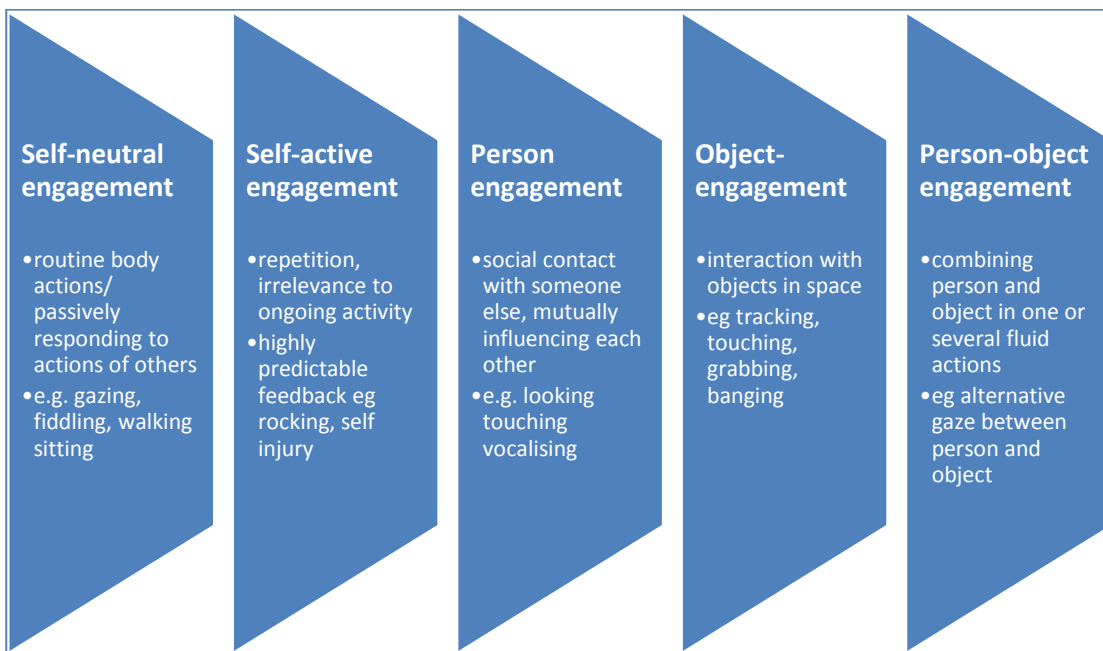 Self-neutral
engagement
•routine body
actions/
passively
responding to
actions of others
•e.g. gazing,
fiddling, walking
sitting
Self-active
engagement
•repetition,
irrelevance to
ongoing activity
•highly
predictable
feedback eg
rocking, self
injury
Person
engagement
•social contact
with someone
else, mutually
influencing each
other
•e.g. looking
touching
vocalising
Object-
engagement
•interaction with
objects in space
•eg tracking,
touching,
grabbing,
banging
Person-object
engagement
•combining
person and
object in one or
several fluid
actions
•eg alternative
gaze between
person and
object